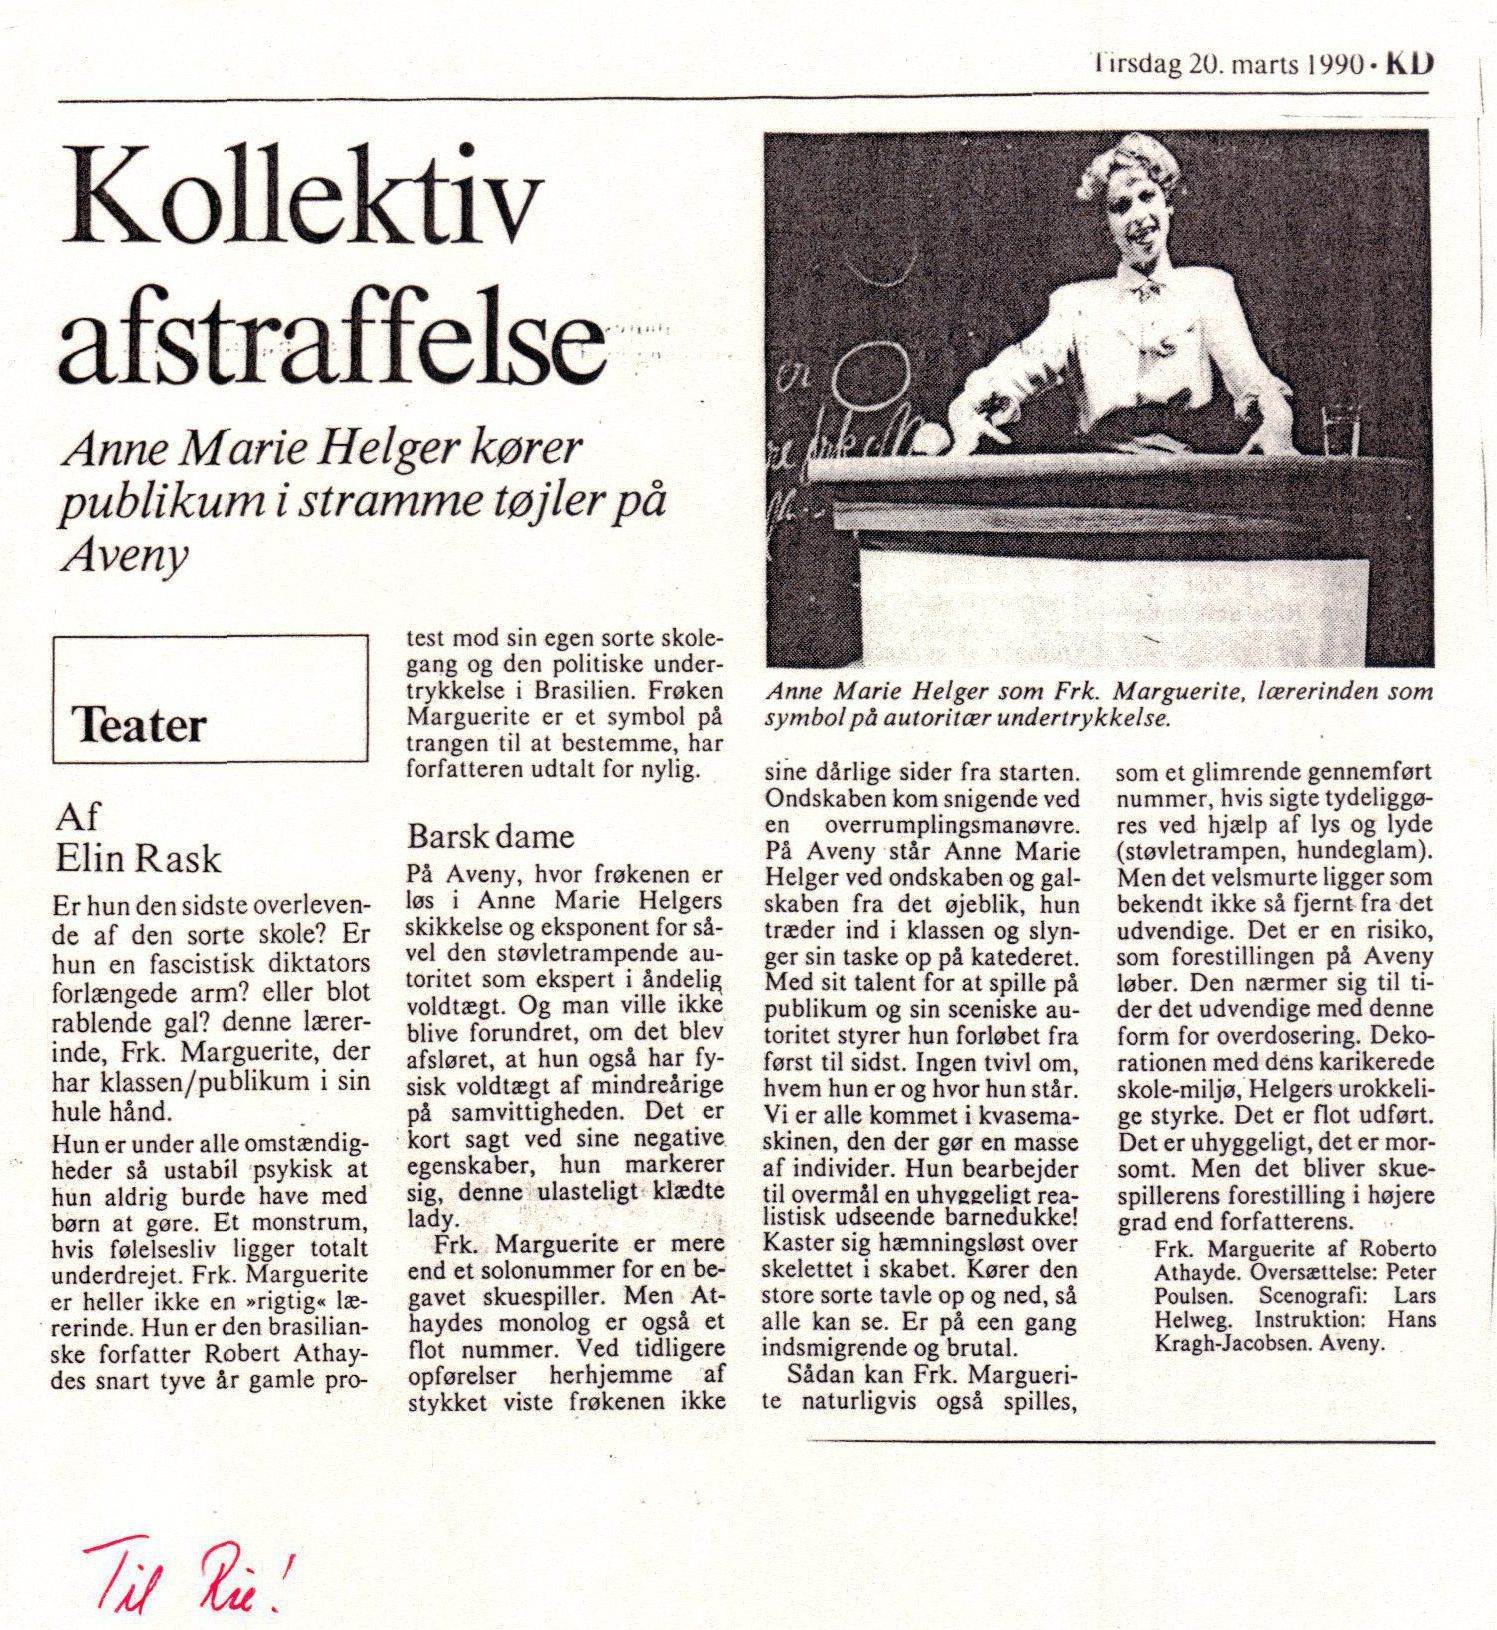 Tirsdag 20. marts 1990 • KD
Kollektiv
afstraffelse
Anne Marie Helger kører
publikum i stramme tøjler på
Aveny
Teater
Af
Elin Rask
Er hun den sidste overleven-
de af den sorte skole? Er
hun en fascistisk diktators
forlængede arm? eller blot
rablende gal? denne lærer-
inde, Frk. Marguerite, der
har klassen/publikum i sin
hule hånd.
Hun er under alle omstændig-
heder så ustabil psykisk at
hun aldrig burde have med
børn at gøre. Et monstrum,
hvis følelsesliv ligger totalt
underdrejet. Frk. Marguerite
er heller ikke en »rigtig« læ-
rerinde. Hun er den brasilian-
ske forfatter Robert Athay-
des snart tyve år gamle pro-
test mod sin egen sorte skole-
gang og den politiske under-
trykkelse i Brasilien. Frøken
Marguerite er et symbol på
trangen til at bestemme, har
forfatteren udtalt for nylig.
Barsk dame
På Aveny, hvor frøkenen er
løs i Anne Marie Helgers
skikkelse og eksponent for så-
vel den støvletrampende au-
toritet som ekspert i åndelig
voldtægt. Og man ville ikke
blive forundret, om det blev
afsløret, at hun også har fy-
sisk voldtægt af mindreårige
på samvittigheden. Det er
kort sagt ved sine negative
egenskaber, hun markerer
sig, denne ulasteligt klædte
lady.
Frk. Marguerite er mere
end et solonummer for en be-
gavet skuespiller. Men At-
haydes monolog er også et
flot nummer. Ved tidligere
opførelser herhjemme af
stykket viste frøkenen ikke
er
frk. M
Anne Marie Helger som Frk. Marguerite, lærerinden som
symbol på autoritær undertrykkelse.
sine dårlige sider fra starten.
Ondskaben kom snigende ved
en overrumplingsmanøvre.
På Aveny står Anne Marie
Helger ved ondskaben og gal-
skaben fra det øjeblik, hun
træder ind i klassen og slyn-
ger sin taske op på katederet.
Med sit talent for at spille på
publikum og sin sceniske au-
toritet styrer hun forløbet fra
først til sidst. Ingen tvivl om,
hvem hun er og hvor hun står.
Vi er alle kommet i kvasema-
skinen, den der gør en masse
af individer. Hun bearbejder
til overmål en uhyggeligt rea-
listisk udseende barnedukke!
Kaster sig hæmningsløst over
skelettet i skabet. Kører den
store sorte tavle op og ned, så
alle kan se. Er på een gang
indsmigrende og brutal.
Sådan kan Frk. Margueri-
te naturligvis også spilles,
som et glimrende gennemført
nummer, hvis sigte tydeliggø-
res ved hjælp af lys og lyde
(støvletrampen, hundeglam).
Men det velsmurte ligger som
bekendt ikke så fjernt fra det
udvendige. Det er en risiko,
som forestillingen på Aveny
løber. Den nærmer sig til ti-
der det udvendige med denne
form for overdosering. Deko-
rationen med dens karikerede
skole-miljø, Helgers urokkeli-
ge styrke. Det er flot udført.
Det er uhyggeligt, det er mor-
somt. Men det bliver skue-
spillerens forestilling i højere
grad end forfatterens.
Frk. Marguerite af Roberto
Athayde. Oversættelse: Peter
Poulsen. Scenografi: Lars
Helweg. Instruktion: Hans
Kragh-Jacobsen. Aveny.
Til Rie!